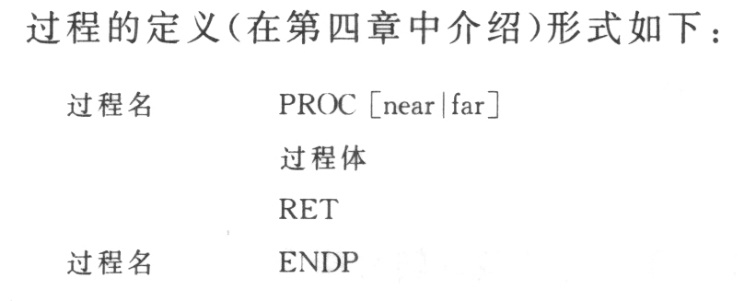 过程的定义(在第四章中介绍)形式如下：
过程名 PROC [near|far]
过程体
RET
过程名 ENDP